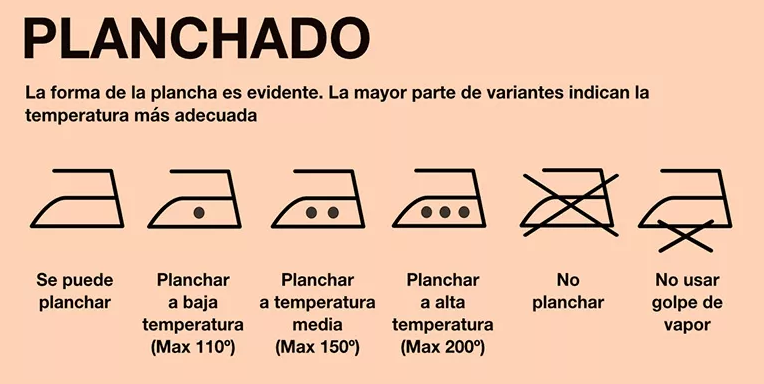 PLANCHADO
La forma de la plancha es evidente. La mayor parte de variantes indican la
temperatura más adecuada
Se puede
planchar
Planchar
a baja
temperatura
(Max 110º)
Planchar
a temperatura
media
(Max 150º)
Planchar
a alta
temperatura
(Max 200º)
No
planchar
No usar
golpe de
vapor